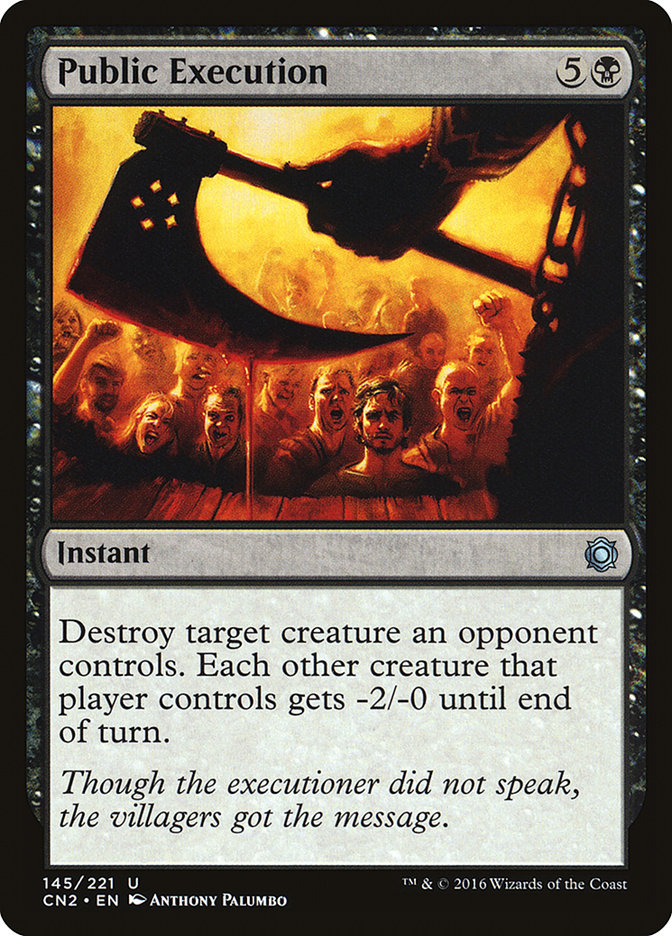 Public Execution 5
Instant
Destroy target creature an opponent
controls. Each other creature that
player controls gets -2/-0 until end
of turn.
Though the executioner did not speak,
the villagers got the message.
145/221 U
CN2 • EN Anthony Palumbo
™ & © 2016 Wizards of the Coast